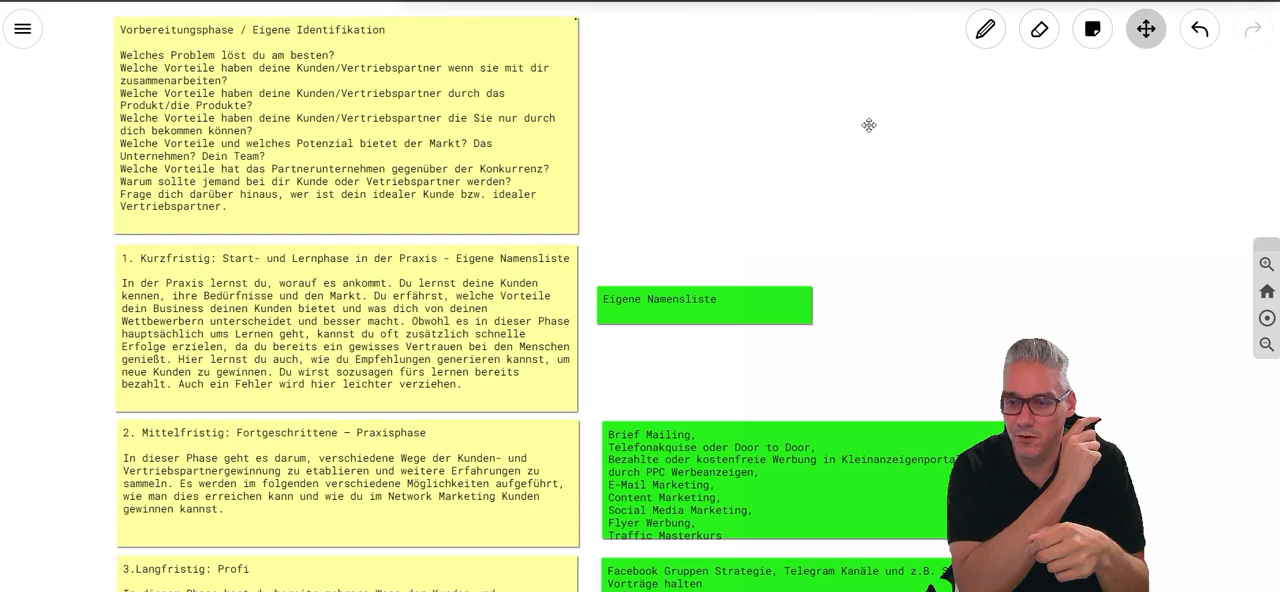 Vorbereitungsphase / Eigene Identifikation
Welches Problem löst du am besten?
Welche Vorteile haben deine Kunden/Vertriebspartner wenn sie mit dir
zusammenarbeiten?
Welche Vorteile haben deine Kunden/Vertriebspartner durch das
Produkt/die Produkte?
Welche Vorteile haben deine Kunden/Vertriebspartner die Sie nur durch
dich bekommen können?
Welche Vorteile und welches Potenzial bietet der Markt? Das
Unternehmen? Dein Team?
Welche Vorteile hat das Partnerunternehmen gegenüber der Konkurrenz?
Warum sollte jemand bei dir Kunde oder Vetriebspartner werden?
Frage dich darüber hinaus, wer ist dein idealer Kunde bzw. idealer
Vertriebspartner.
1. Kurzfristig: Start- und Lernphase in der Praxis - Eigene Namensliste
In der Praxis lernst du, worauf es ankommt. Du lernst deine Kunden
kennen, ihre Bedürfnisse und den Markt. Du erfährst, welche Vorteile
dein Business deinen Kunden bietet und was dich von deinen
Wettbewerbern unterscheidet und besser macht. Obwohl es in dieser Phase
hauptsächlich ums Lernen geht, kannst du oft zusätzlich schnelle
Erfolge erzielen, da du bereits ein gewisses Vertrauen bei den Menschen
genießt. Hier lernst du auch, wie du Empfehlungen generieren kannst, um
neue Kunden zu gewinnen. Du wirst sozusagen fürs lernen bereits
bezahlt. Auch ein Fehler wird hier leichter verziehen.
Eigene Namensliste
2. Mittelfristig: Fortgeschrittene – Praxisphase
In dieser Phase geht es darum, verschiedene Wege der Kunden- und
Vertriebspartnergewinnung zu etablieren und weitere Erfahrungen zu
sammeln. Es werden im folgenden verschiedene Möglichkeiten aufgeführt,
wie man dies erreichen kann und wie du im Network Marketing Kunden
gewinnen kannst.
Brief Mailing,
Telefonakquise oder Door to Door,
Bezahlte oder kostenfreie Werbung in
durch PPC Werbeanzeigen,
E-Mail Marketing,
Content Marketing,
Social Media Marketing,
Flyer Werbung,
Traffic Masterkurs
3.Langfristig: Profi
Facebook Gruppen Strategie, Telegram Kanäle und z.B.
Vorträge halten